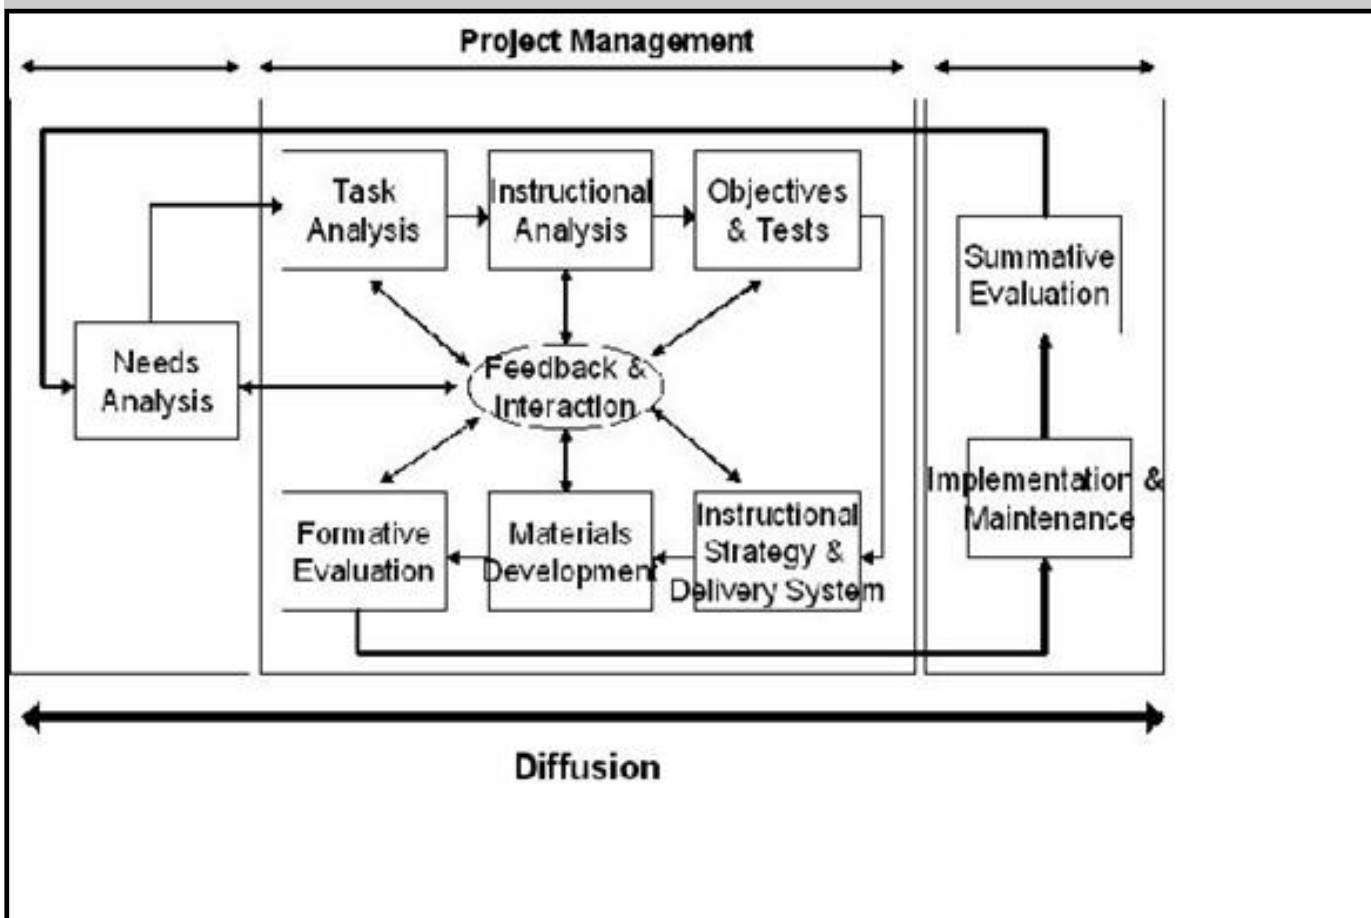 Project Management
Task
Analysis
Instructional
Analysis
Objectives
& Tests
Summative
Evaluation
Needs
Analysis
Feedback &
Interaction
Implementation &
Maintenance
Formative
Evaluation
Materials
Development
Instructional
Strategy &
Delivery System
Diffusion